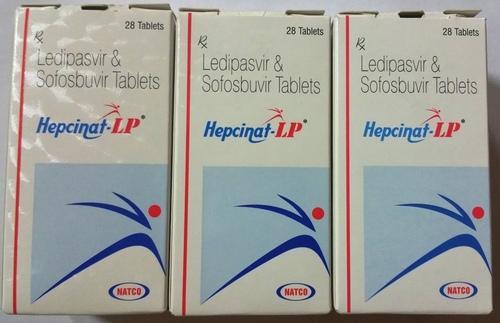 ℞ 28 Tablets
Ledipasvir &
Sofosbuvir Tablets
Hepcinat-LP®
NATCO
℞ 28 Tablets
Ledipasvir &
Sofosbuvir Tablets
Hepcinat-LP®
NATCO
℞ 28 Tablets
Ledipasvir &
Sofosbuvir Tablets
Hepcinat-LP®
NATCO